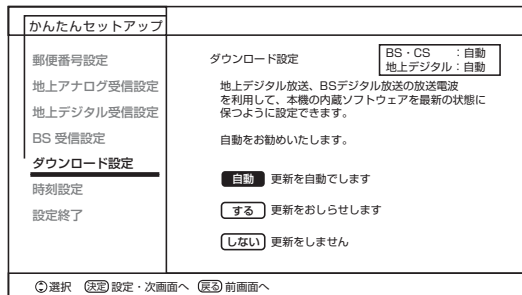 かんたんセットアップ
郵便番号設定
地上アナログ受信設定
地上デジタル受信設定
BS 受信設定
ダウンロード設定
時刻設定
設定終了
ダウンロード設定
BS・CS ：自動
地上デジタル：自動
地上デジタル放送、BSデジタル放送の放送電波
を利用して、本機の内蔵ソフトウェアを最新の状態に
保つように設定できます。
自動をお勧めいたします。
自動 更新を自動でします
する 更新をおしらせします
しない 更新をしません
選択 決定 設定・次画面へ 戻る 前画面へ